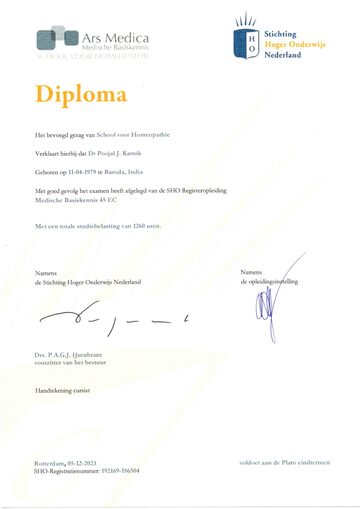 Ars Medica
Medische Basiskennis
SCHOOL VOOR HOMEOPATHIE
Stichting
Hoger Onderwijs
Nederland
S
H
O
Diploma
Het bevoegd gezag van School voor Homeopathie
Verklaart hierbij dat Dr Poojal J. Karnik
Geboren op 11-04-1979 te Baroda, India
Met goed gevolg het examen heeft afgelegd van de SHO Registeropleiding
Medische Basiskennis 45 EC
Met een totale studiebelasting van 1260 uren.
Namens
de Stichting Hoger Onderwijs Nederland
Namens
de opleidingsinstelling
Drs. P.A.G.J. IJsenbrant
voorzitter van het bestuur
Handtekening cursist
Rotterdam, 05-12-2023
SHO-Registratienummer: 192169-186504
voldoet aan de Plato eindtermen